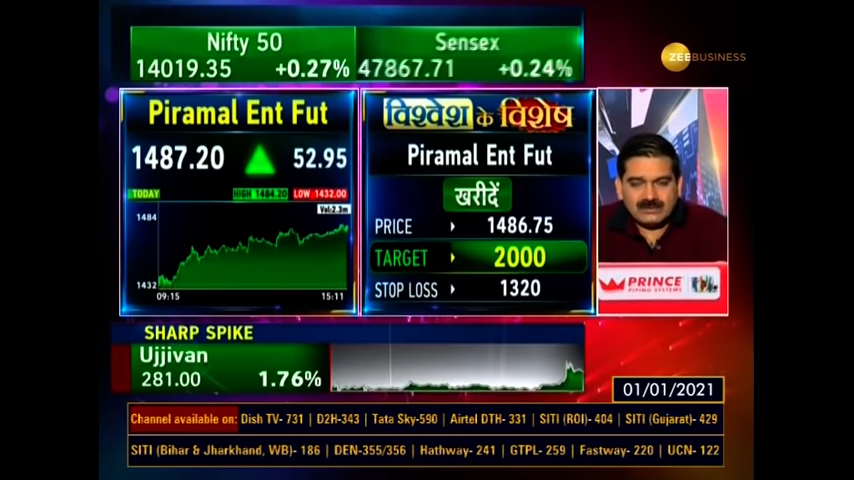 Nifty 50
14019.35 +0.27%
Sensex
47867.71 +0.24%
ZEEBUSINESS
Piramal Ent Fut
1487.20 52.95
TODAY HIGH 1484.20 LOW 1432.00
Vol:2.3m
1484
1432
09:15 15:11
विश्वेश के विशेष
Piramal Ent Fut
खरीदें
PRICE 1486.75
TARGET 2000
STOP LOSS 1320
PRINCE
PIPING SYSTEMS
SHARP SPIKE
Ujjivan
281.00 1.76%
01/01/2021
Channel available on: Dish TV- 731 | D2H-343 | Tata Sky-590 | Airtel DTH- 331 | SITI (ROI)- 404 | SITI (Gujarat)- 429
SITI (Bihar & Jharkhand, WB)- 186 | DEN-355/356 | Hathway- 241 | GTPL- 259 | Fastway- 220 | UCN- 122